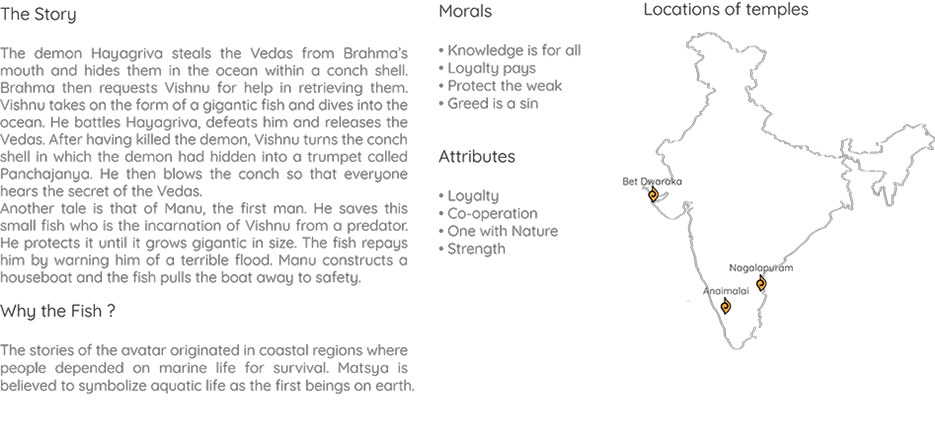 The Story
The demon Hayagriva steals the Vedas from Brahma's
mouth and hides them in the ocean within a conch shell.
Brahma then requests Vishnu for help in retrieving them.
Vishnu takes on the form of a gigantic fish and dives into the
ocean. He battles Hayagriva, defeats him and releases the
Vedas. After having killed the demon, Vishnu turns the conch
shell in which the demon had hidden into a trumpet called
Panchajanya. He then blows the conch so that everyone
hears the secret of the Vedas.
Another tale is that of Manu, the first man. He saves this
small fish who is the incarnation of Vishnu from a predator.
He protects it until it grows gigantic in size. The fish repays
him by warning him of a terrible flood. Manu constructs a
houseboat and the fish pulls the boat away to safety.
Why the Fish ?
The stories of the avatar originated in coastal regions where
people depended on marine life for survival. Matsya is
believed to symbolize aquatic life as the first beings on earth.
Morals
• Knowledge is for all
• Loyalty pays
• Protect the weak
• Greed is a sin
Attributes
• Loyalty
• Co-operation
• One with Nature
• Strength
Locations of temples
Bet Dwaraka
Nagalapuram
Anaimalai